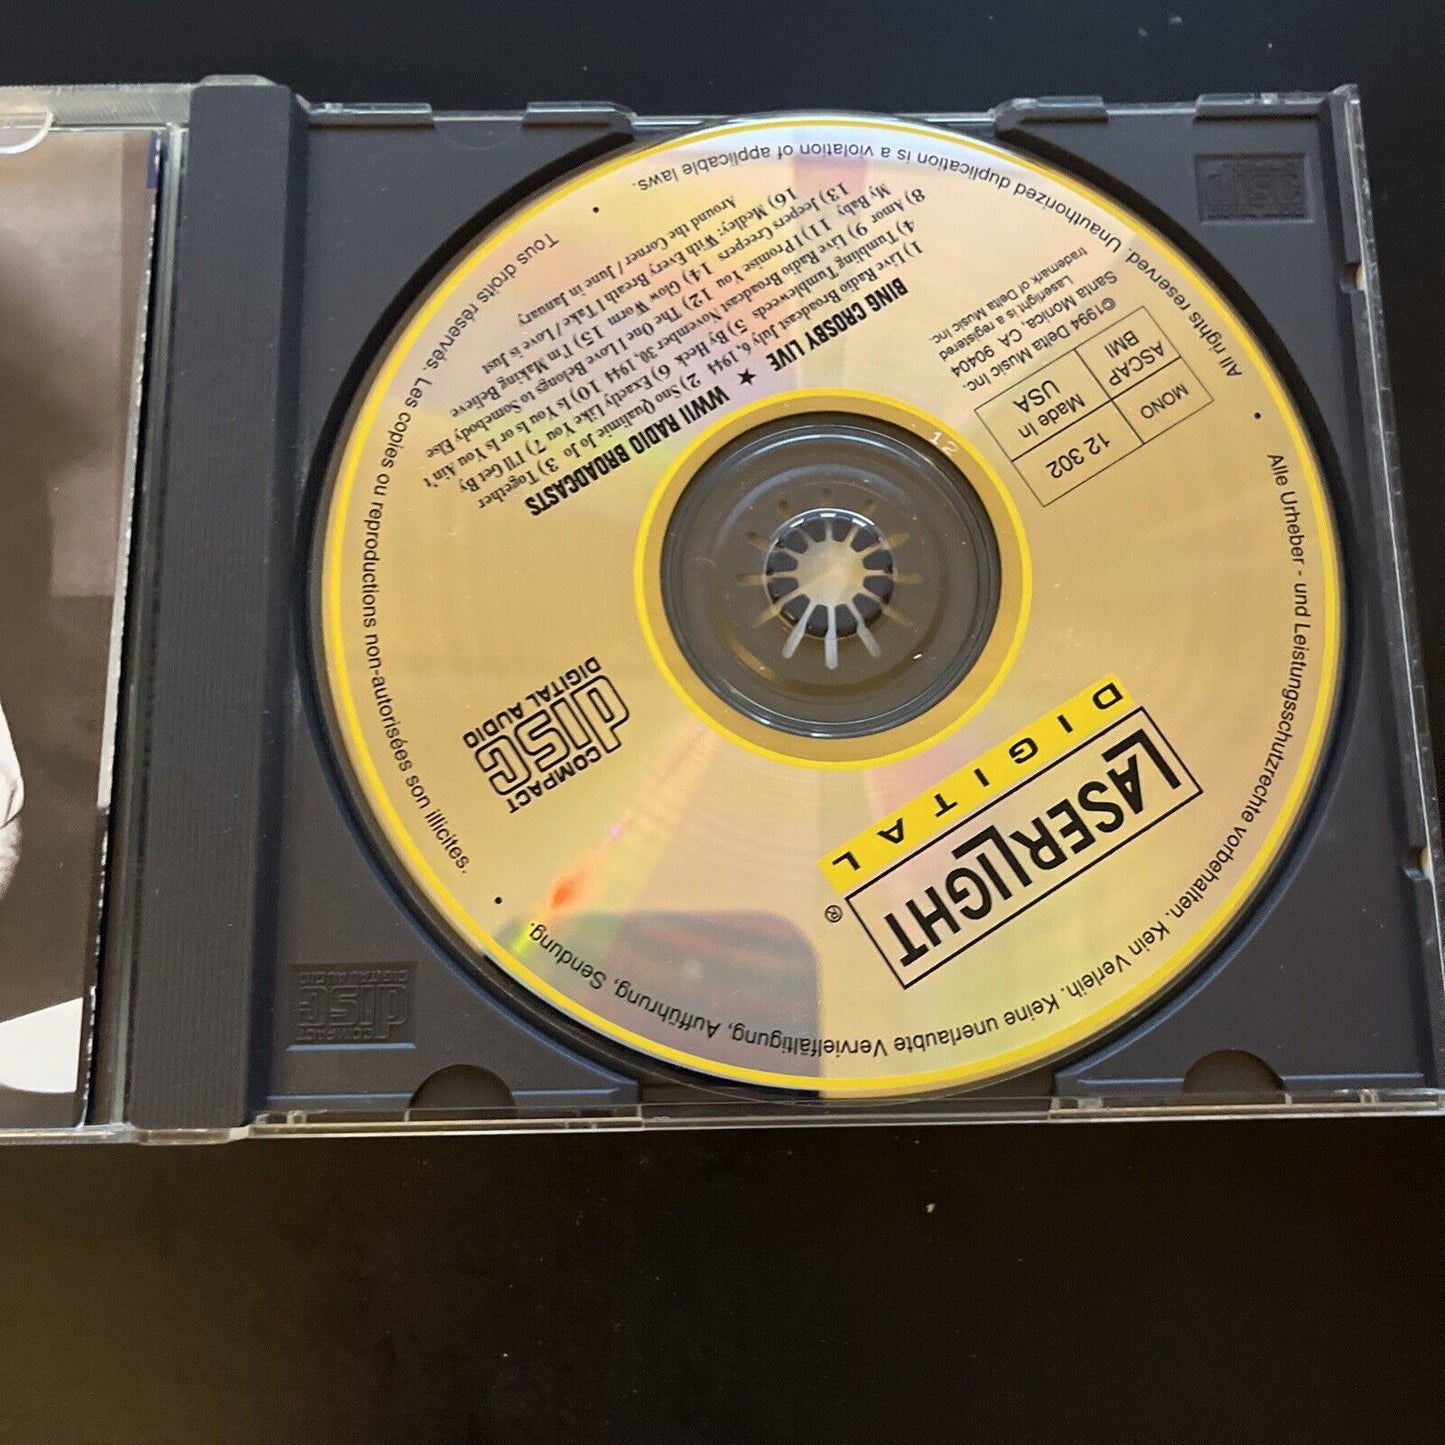 LASERLIGHT ®
DIGITAL
COMPACT
disc
DIGITAL AUDIO
12 302
MONO
Made in
USA
ASCAP
BMI
©1994 Delta Music Inc.
Santa Monica, CA. 90404
Laserlight is a registered
trademark of Delta Music Inc.
BING CROSBY LIVE ★ WWII RADIO BROADCASTS
1) Live Radio Broadcast July 6, 1944 2) Sno Qualimie Jo Jo 3) Together
4) Tumbling Tumbleweeds 5) By Heck 6) Exactly Like You 7) I'll Get By
8) Amor 9) Live Radio Broadcast November 30, 1944 10) Is You Is or Is You Ain't
My Baby 11) I Promise You 12) The One I Love Belongs to Somebody Else
13) Jeepers Creepers 14) Glow Worm 15) I'm Making Believe
16) Medley: With Every Breath I Take / Love is Just
Around the Corner / June in January
Alle Urheber - und Leistungsschutzrechte vorbehalten. Kein Verleih. Keine unerlaubte Vervielfältigung, Aufführung, Sendung.
• Tous droits réservés. Les copies ou reproductions non-autorisées son illicites. •
All rights reserved. Unauthorized duplication is a violation of applicable laws. •
12
disc
COMPACT
disc
DIGITAL AUDIO